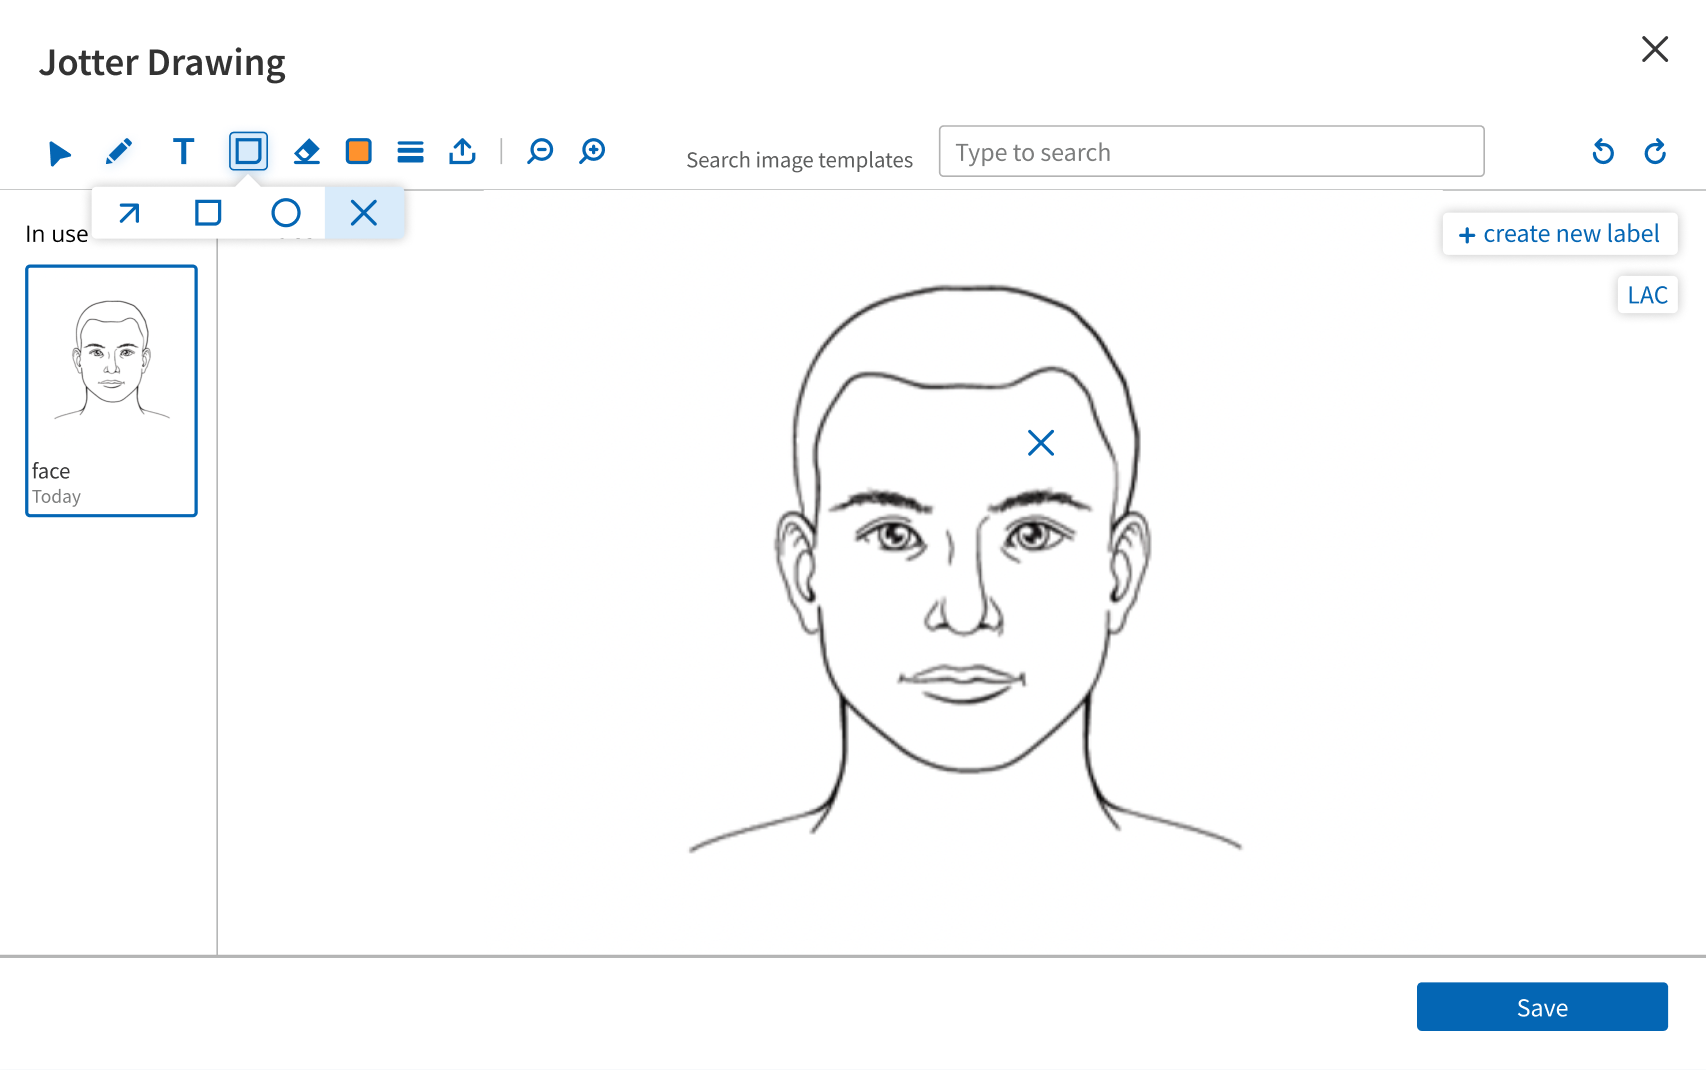 Jotter Drawing
T
Search image templates
Type to search
In use
+ create new label
LAC
face
Today
Save